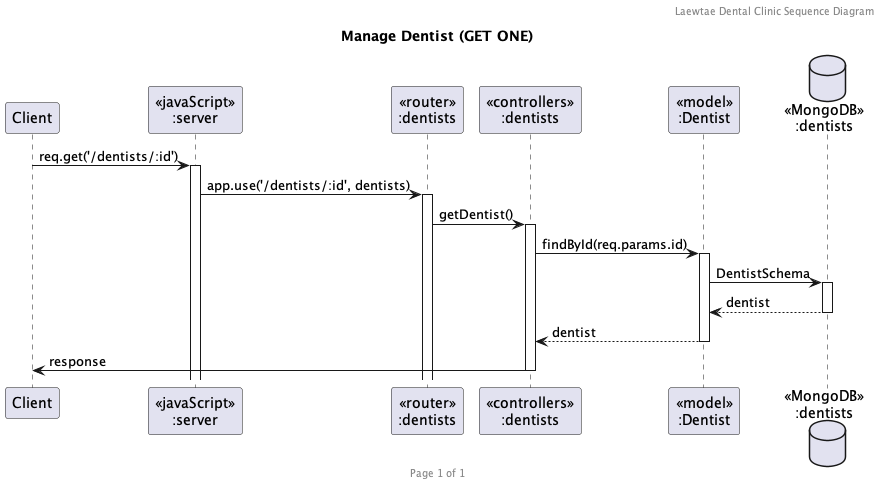 Laewtae Dental Clinic Sequence Diagram
Manage Dentist (GET ONE)
Client
«javaScript»
:server
«router»
:dentists
«controllers»
:dentists
«model»
:Dentist
«MongoDB»
:dentists
req.get('/dentists/:id')
app.use('/dentists/:id', dentists)
getDentist()
findById(req.params.id)
DentistSchema
dentist
dentist
response
Client
«javaScript»
:server
«router»
:dentists
«controllers»
:dentists
«model»
:Dentist
«MongoDB»
:dentists
Page 1 of 1